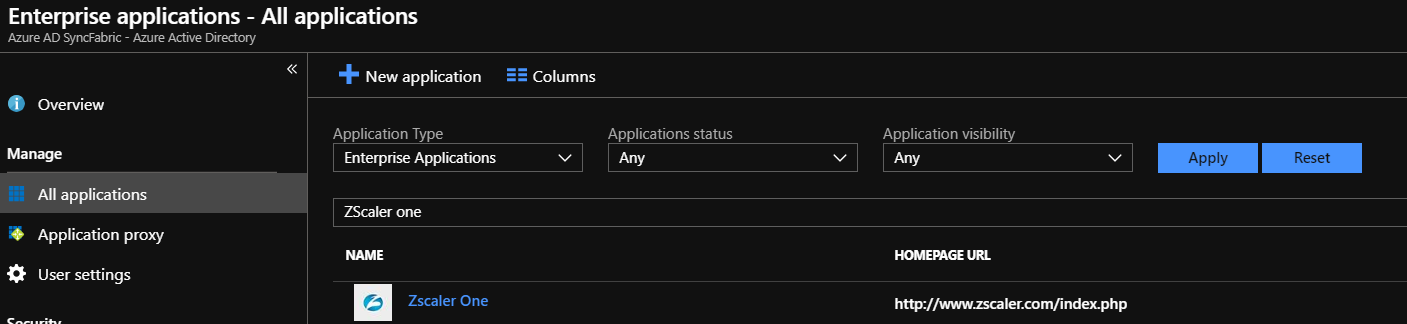 Enterprise applications - All applications
Azure AD SyncFabric - Azure Active Directory
«
Overview
Manage
All applications
Application proxy
User settings
Security
New application
Columns
Application Type
Applications status
Application visibility
Enterprise Applications
Any
Any
Apply
Reset
ZScaler one
NAME
HOMEPAGE URL
Zscaler One
http://www.zscaler.com/index.php